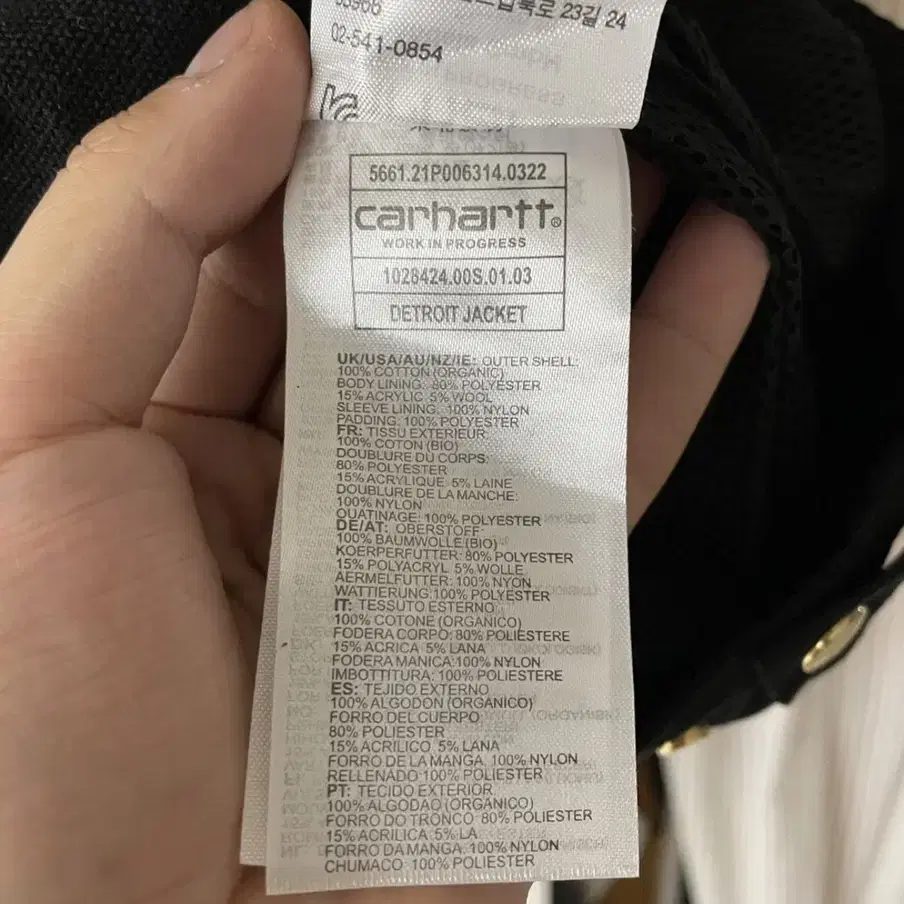 23길 24
02-541-0854
5661.21P006314.0322
carhartt®
WORK IN PROGRESS
1028424.00S.01.03
DETROIT JACKET
UK/USA/AU/NZ/IE: OUTER SHELL:
100% COTTON (ORGANIC)
BODY LINING: 80% POLYESTER
15% ACRYLIC 5% WOOL
SLEEVE LINING: 100% NYLON
PADDING: 100% POLYESTER
FR: TISSU EXTERIEUR:
100% COTON (BIO)
DOUBLURE DU CORPS:
80% POLYESTER
15% ACRYLIQUE 5% LAINE
DOUBLURE DE LA MANCHE:
100% NYLON
OUATINAGE: 100% POLYESTER
DE/AT: OBERSTOFF:
100% BAUMWOLLE (BIO)
KOERPERFUTTER: 80% POLYESTER
15% POLYACRYL 5% WOLLE
AERMELFUTTER: 100% NYON
WATTIERUNG: 100% POLYESTER
IT: TESSUTO ESTERNO
100% COTONE (ORGANICO)
FODERA CORPO: 80% POLIESTERE
15% ACRICA 5% LANA
FODERA MANICA:100% NYLON
IMBOTTITURA: 100% POLIESTERE
ES: TEJIDO EXTERNO
100% ALGODON (ORGANICO)
FORRO DEL CUERPO
80% POLIESTER
15% ACRILICO 5% LANA
FORRO DE LA MANGA. 100% NYLON
RELLENADO 100% POLIESTER
PT: TECIDO EXTERIOR
100% ALGODAO (ORGANICO)
FORRO DO TRONCO: 80% POLIESTER
15% ACRILICA 5% LA
FORRO DA MANGA: 100% NYLON
CHUMACO: 100% POLIESTER